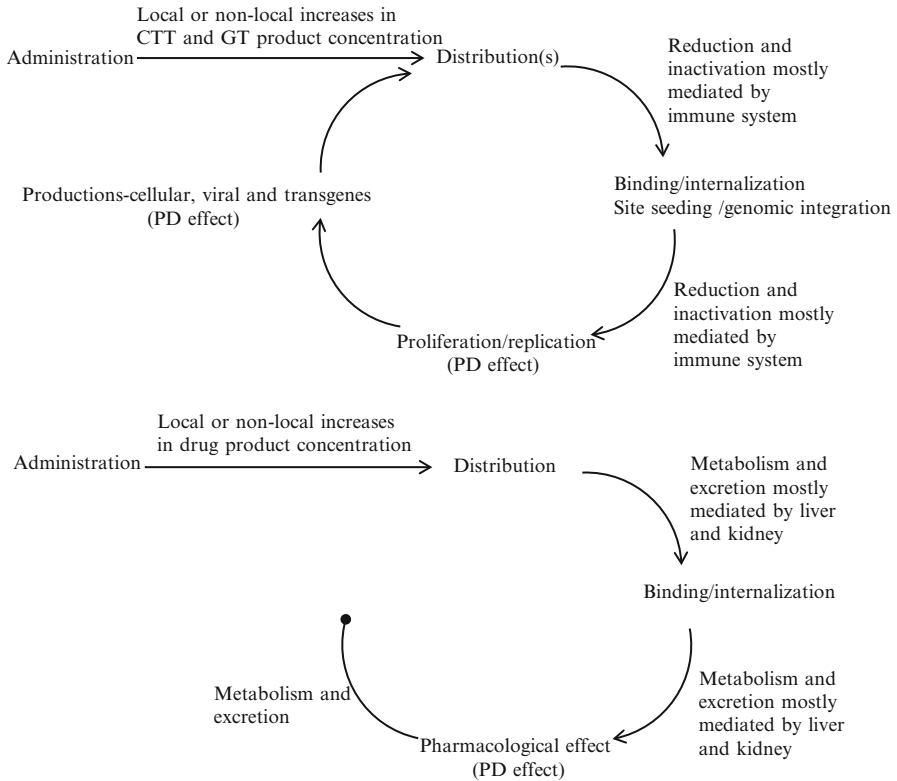 Local or non-local increases in
CTT and GT product concentration
Administration
Distribution(s)
Reduction and
inactivation mostly
mediated by
immune system
Binding/internalization
Site seeding /genomic integration
Reduction and
inactivation mostly
mediated by
immune system
Proliferation/replication
(PD effect)
Productions-cellular, viral and transgenes
(PD effect)
Local or non-local increases
in drug product concentration
Administration
Distribution
Metabolism and
excretion mostly
mediated by liver
and kidney
Binding/internalization
Metabolism and
excretion mostly
mediated by liver
and kidney
Pharmacological effect
(PD effect)
Metabolism and
excretion